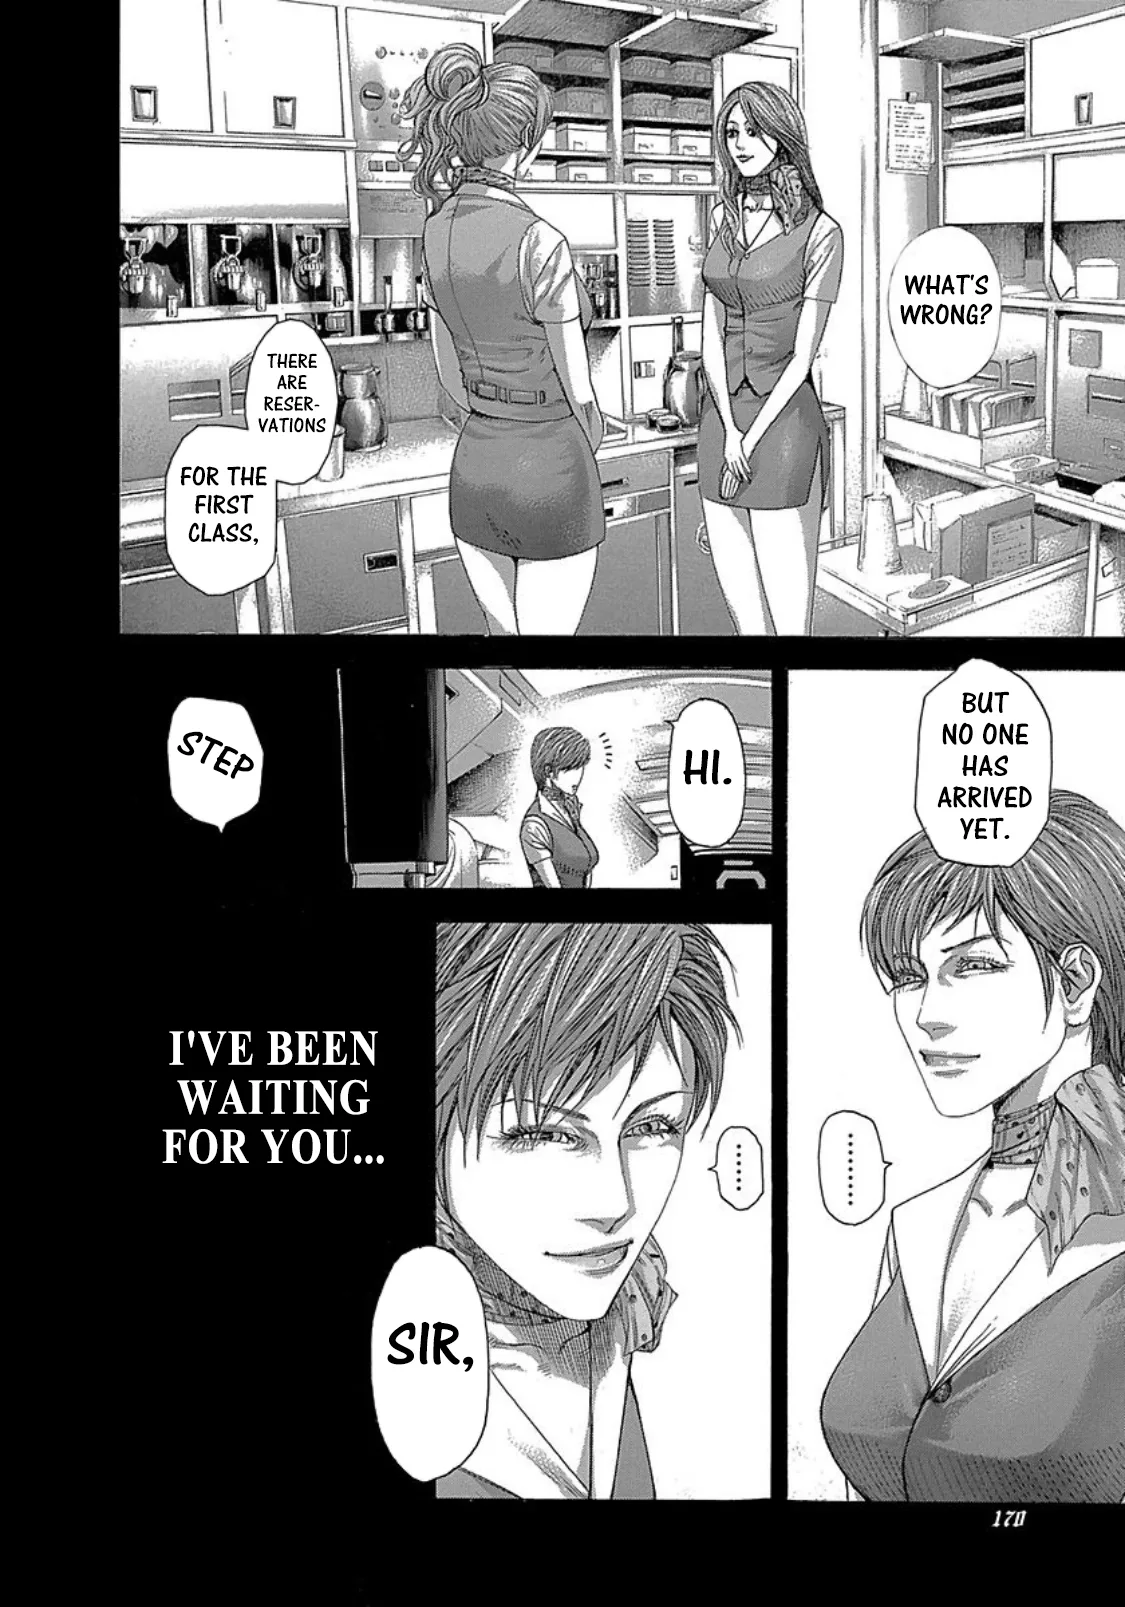 WHAT'S
WRONG?
THERE
ARE
RESER-
VATIONS
FOR THE
FIRST
CLASS,
BUT
NO ONE
HAS
ARRIVED
YET.
.........
HI.
STEP
........
SIR,
I'VE BEEN
WAITING
FOR YOU...
170